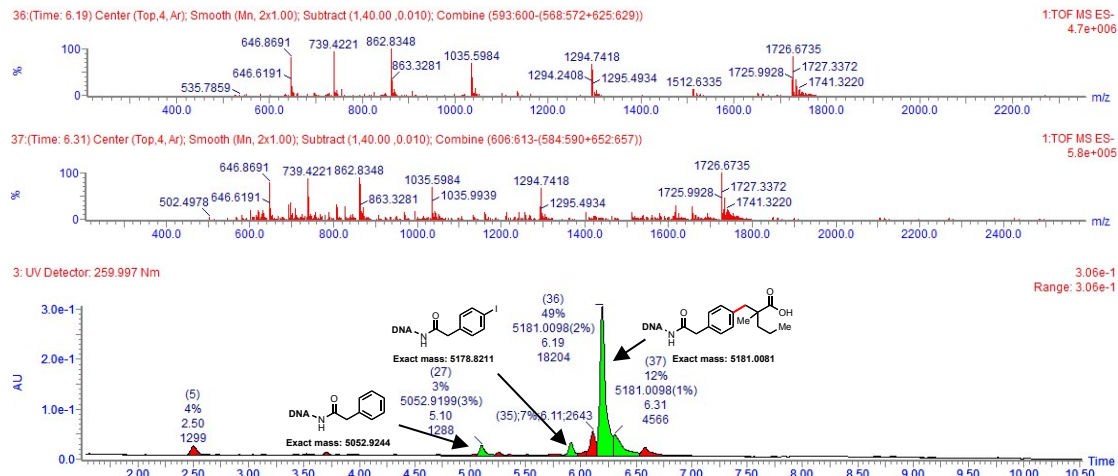 36:(Time: 6.19) Center (Top,4, Ar); Smooth (Mn, 2x1.00); Subtract (1,40.00 ,0.010); Combine (593:600-(568:572+625:629))
1:TOF MS ES-
4.7e+006
100
%
0
535.7859
646.6191
646.8691
739.4221
862.8348
863.3281
1035.5984
1294.7418
1294.2408
1295.4934
1512.6335
1726.6735
1725.9928
1727.3372
1741.3220
400.0 600.0 800.0 1000.0 1200.0 1400.0 1600.0 1800.0 2000.0 2200.0
m/z
37:(Time: 6.31) Center (Top,4, Ar); Smooth (Mn, 2x1.00); Subtract (1,40.00 ,0.010); Combine (606:613-(584:590+652:657))
1:TOF MS ES-
5.8e+005
100
%
0
502.4978
646.6191
646.8691
739.4221
862.8348
863.3281
1035.5984
1035.9939
1294.7418
1295.4934
1726.6735
1725.9928
1727.3372
1741.3220
400.0 600.0 800.0 1000.0 1200.0 1400.0 1600.0 1800.0 2000.0 2200.0 2400.0
m/z
3: UV Detector: 259.997 Nm
3.06e-1
Range: 3.06e-1
AU
3.0e-1
2.0e-1
1.0e-1
0.0
(5)
4%
2.50
1299
DNA N H O
Exact mass: 5052.9244
DNA N H O I
Exact mass: 5178.8211
(27)
3%
5052.9199(3%)
5.10
1288
(35);7%;6.11;2643
(36)
49%
5181.0098(2%)
6.19
18204
DNA N H O Me O OH Me
Exact mass: 5181.0081
(37)
12%
5181.0098(1%)
6.31
4566
2.00 2.50 3.00 3.50 4.00 4.50 5.00 5.50 6.00 6.50 7.00 7.50 8.00 8.50 9.00 9.50 10.00 10.50
Time